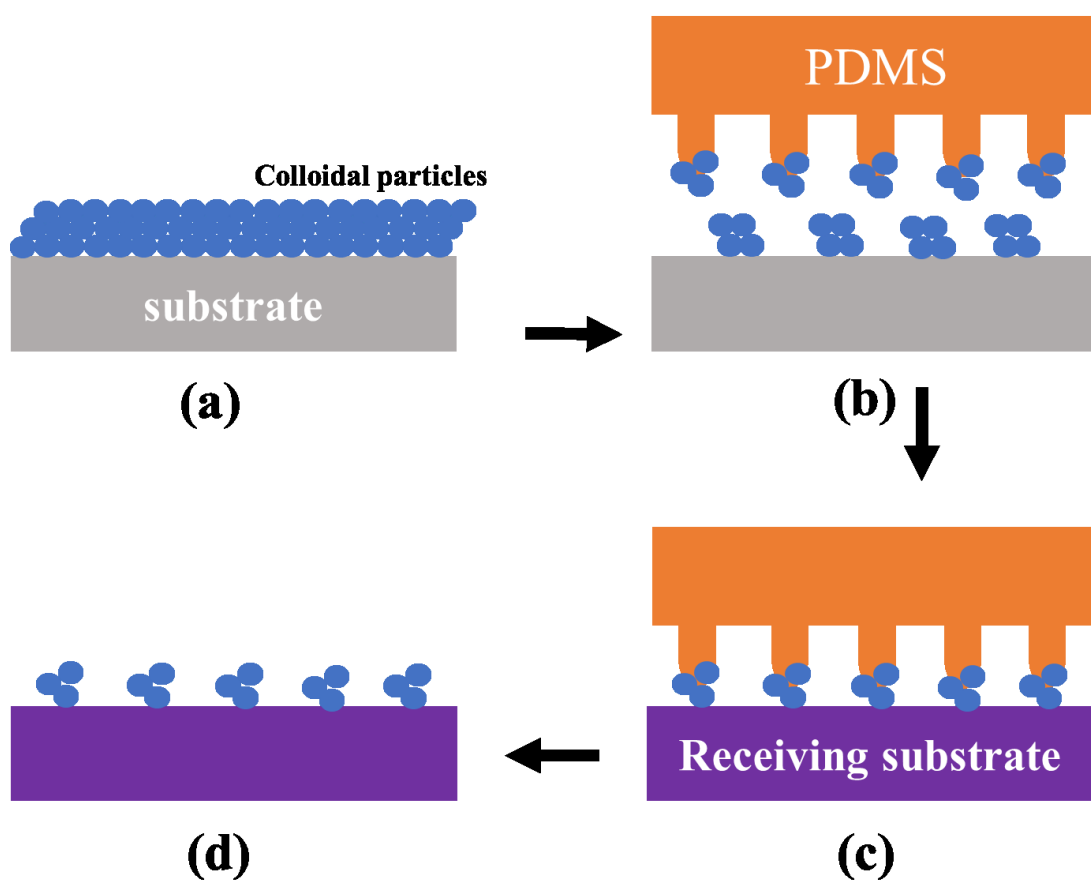 PDMS
Colloidal particles
substrate
(a)
(b)
Receiving substrate
(d)
(c)